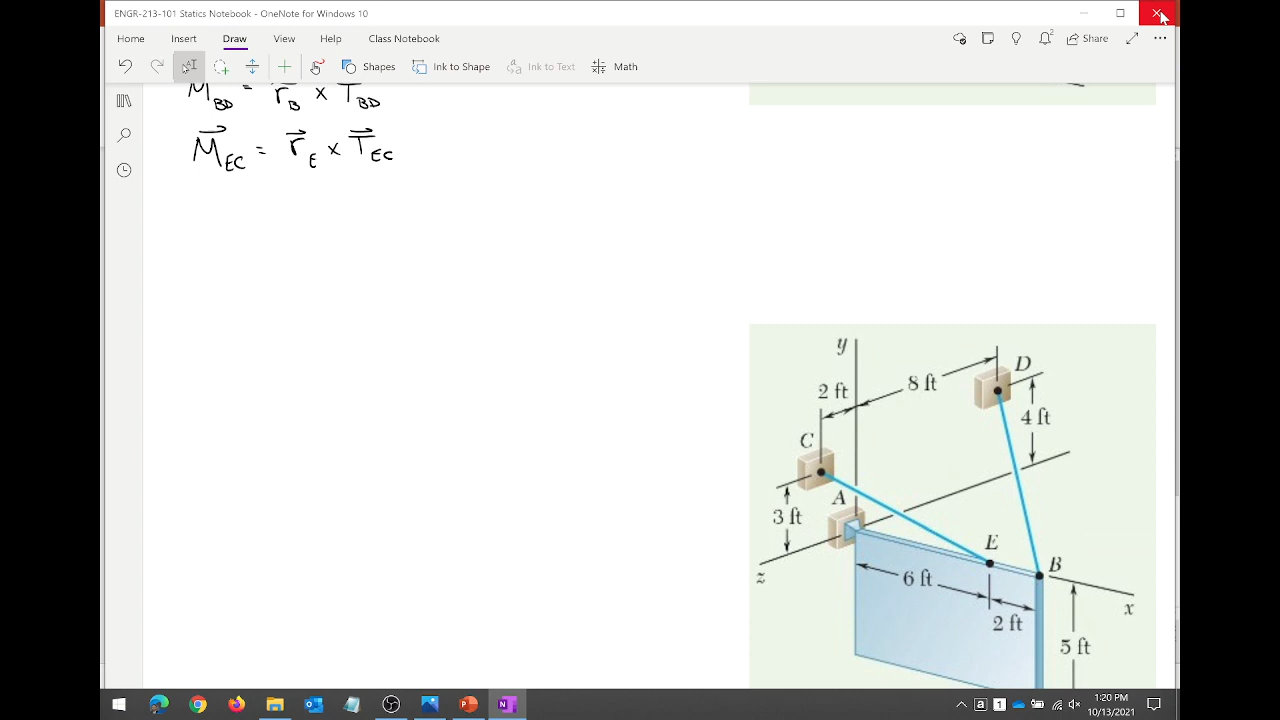 ENGR-213-101 Statics Notebook - OneNote for Windows 10
Home Insert Draw View Help Class Notebook
Share
Shapes Ink to Shape Ink to Text Math
M_BD = r_B × T_BD
M_EC = r_E × T_EC
y
D
8 ft
2 ft
4 ft
C
A
3 ft
E
B
z
6 ft
x
2 ft
5 ft
a 1
1:20 PM
10/13/2021